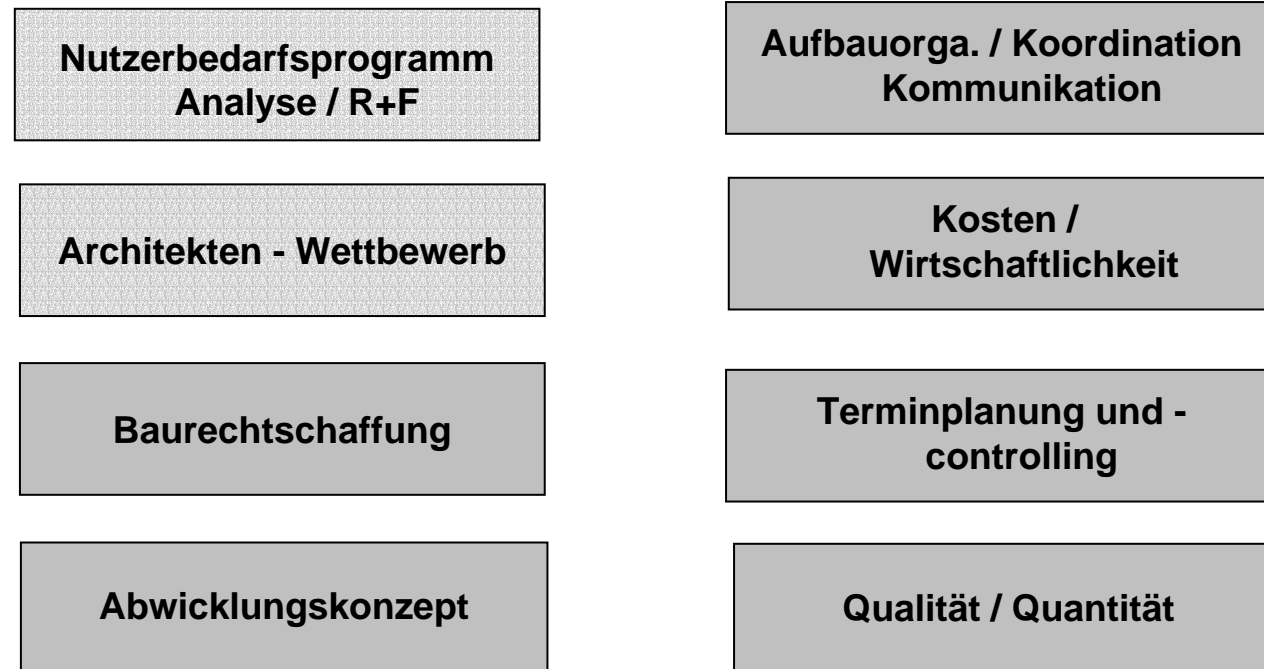 Nutzerbedarfsprogramm
Analyse / R+F
Architekten - Wettbewerb
Baurechtschaffung
Abwicklungskonzept
Aufbauorga. / Koordination
Kommunikation
Kosten /
Wirtschaftlichkeit
Terminplanung und -
controlling
Qualität / Quantität